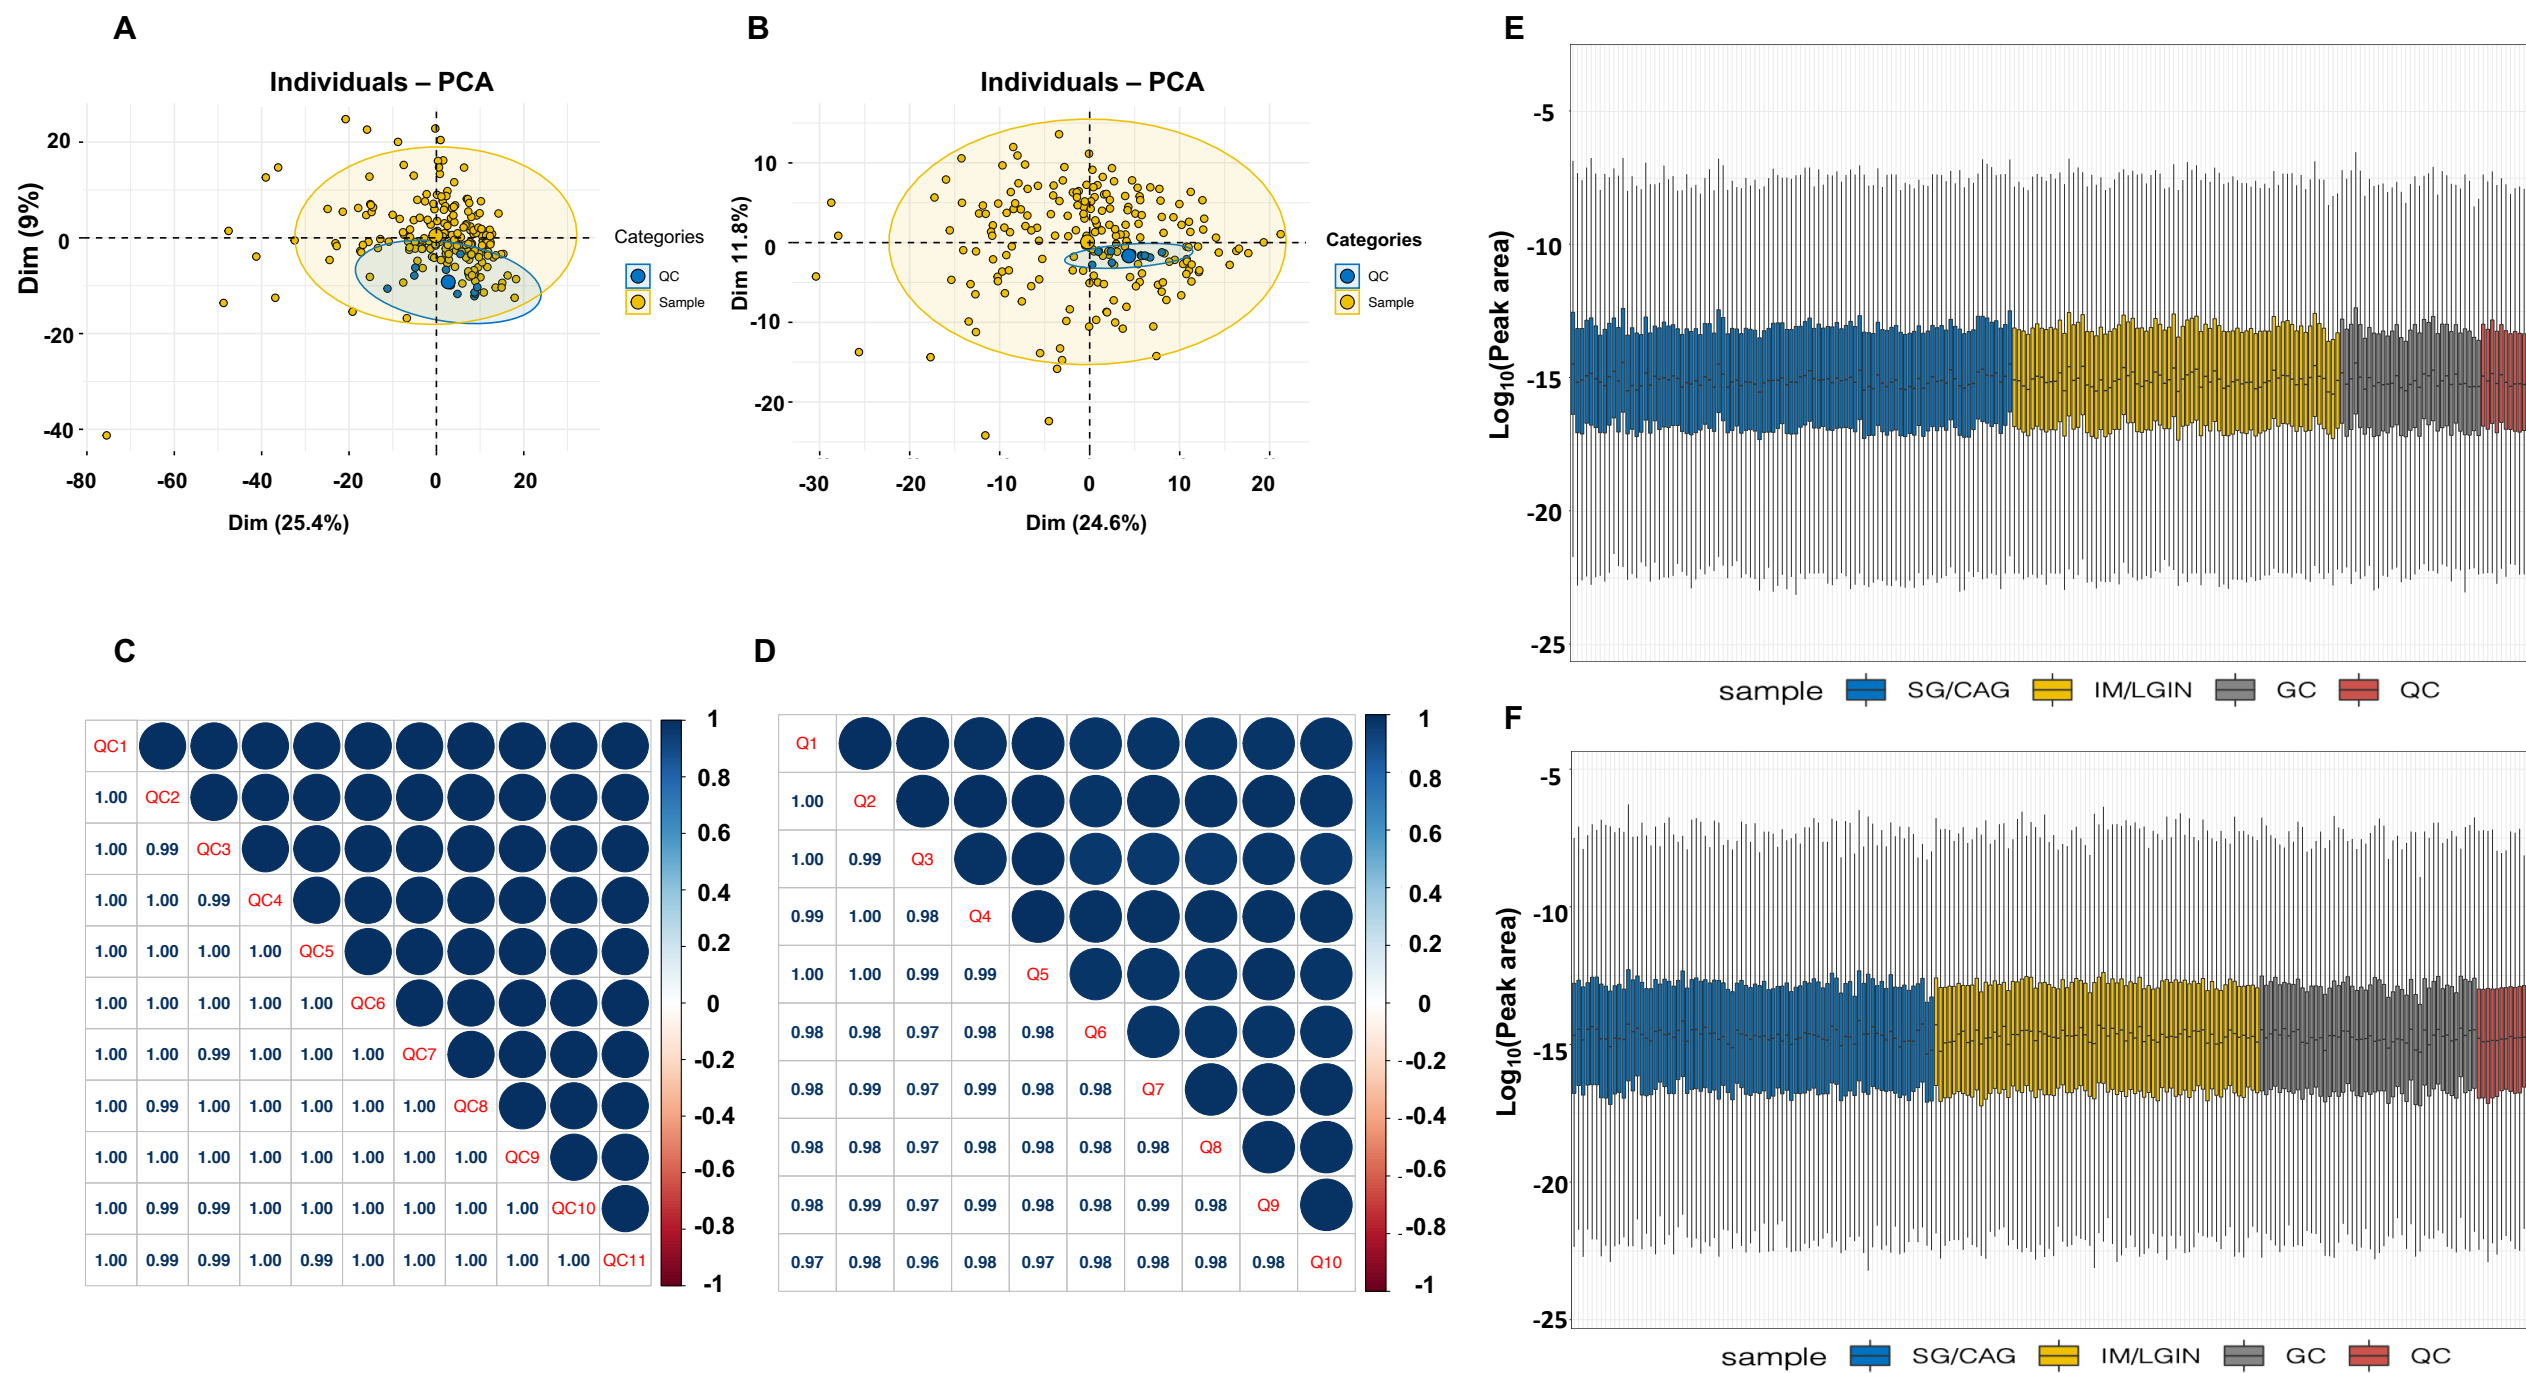 A
Individuals – PCA
Dim (9%)
20
0
-20
-40
-80 -60 -40 -20 0 20
Dim (25.4%)
Categories
QC
Sample
B
Individuals – PCA
Dim 11.8%)
10
0
-10
-20
-30 -20 -10 0 10 20
Dim (24.6%)
Categories
QC
Sample
E
Log10(Peak area)
-5
-10
-15
-20
-25
sample SG/CAG IM/LGIN GC QC
C
QC1
1.00 QC2
1.00 0.99 QC3
1.00 1.00 0.99 QC4
1.00 1.00 1.00 1.00 QC5
1.00 1.00 1.00 1.00 1.00 QC6
1.00 1.00 0.99 1.00 1.00 1.00 QC7
1.00 0.99 1.00 1.00 1.00 1.00 1.00 QC8
1.00 1.00 1.00 1.00 1.00 1.00 1.00 1.00 QC9
1.00 0.99 0.99 1.00 1.00 1.00 1.00 1.00 1.00 QC10
1.00 0.99 0.99 1.00 0.99 1.00 1.00 1.00 1.00 1.00 QC11
1
0.8
0.6
0.4
0.2
0
-0.2
-0.4
-0.6
-0.8
-1
D
Q1
1.00 Q2
1.00 0.99 Q3
0.99 1.00 0.98 Q4
1.00 1.00 0.99 0.99 Q5
0.98 0.98 0.97 0.98 0.98 Q6
0.98 0.99 0.97 0.99 0.98 0.98 Q7
0.98 0.98 0.97 0.98 0.98 0.98 0.98 Q8
0.98 0.99 0.97 0.99 0.98 0.98 0.99 0.98 Q9
0.97 0.98 0.96 0.98 0.97 0.98 0.98 0.98 0.98 Q10
1
0.8
0.6
0.4
0.2
0
-0.2
-0.4
-0.6
-0.8
-1
F
Log10(Peak area)
-5
-10
-15
-20
-25
sample SG/CAG IM/LGIN GC QC